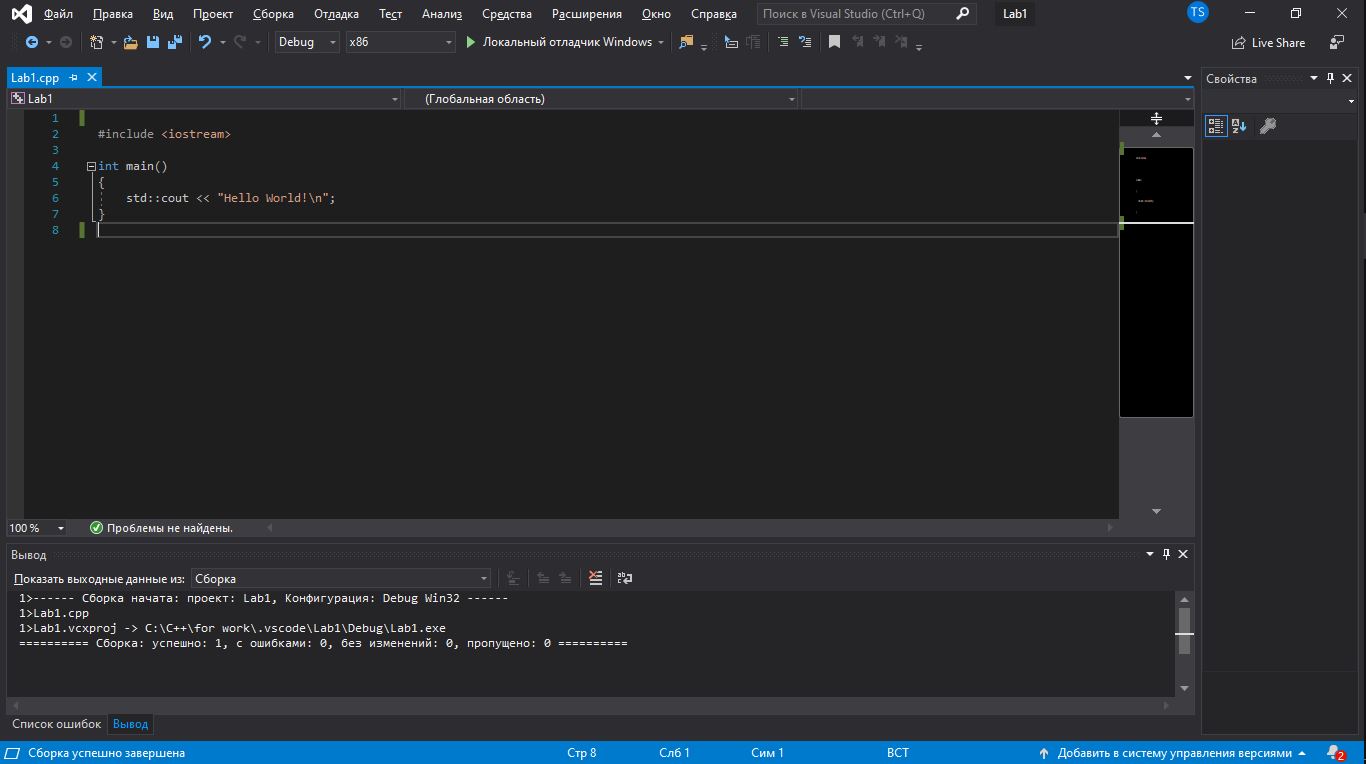 Файл Правка Вид Проект Сборка Отладка Тест Анализ Средства Расширения Окно Справка Поиск в Visual Studio (Ctrl+Q) Lab1 TS
Debug x86 Локальный отладчик Windows Live Share
Lab1.cpp
Свойства
Lab1 (Глобальная область)
1
2 #include <iostream>
3
4 int main()
5 {
6 std::cout << "Hello World!\n";
7 }
8
100 % Проблемы не найдены.
Вывод
Показать выходные данные из: Сборка
1>------ Сборка начата: проект: Lab1, Конфигурация: Debug Win32 ------
1>Lab1.cpp
1>Lab1.vcxproj -> C:\C++\for work\.vscode\Lab1\Debug\Lab1.exe
========== Сборка: успешно: 1, с ошибками: 0, без изменений: 0, пропущено: 0 ==========
Список ошибок Вывод
Сборка успешно завершена Стр 8 Слб 1 Сим 1 ВСТ Добавить в систему управления версиями 2